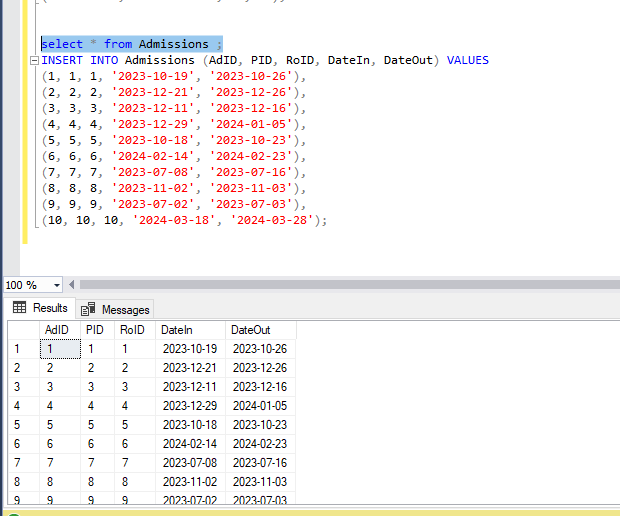 select * from Admissions ;
INSERT INTO Admissions (AdID, PID, RoID, DateIn, DateOut) VALUES
(1, 1, 1, '2023-10-19', '2023-10-26'),
(2, 2, 2, '2023-12-21', '2023-12-26'),
(3, 3, 3, '2023-12-11', '2023-12-16'),
(4, 4, 4, '2023-12-29', '2024-01-05'),
(5, 5, 5, '2023-10-18', '2023-10-23'),
(6, 6, 6, '2024-02-14', '2024-02-23'),
(7, 7, 7, '2023-07-08', '2023-07-16'),
(8, 8, 8, '2023-11-02', '2023-11-03'),
(9, 9, 9, '2023-07-02', '2023-07-03'),
(10, 10, 10, '2024-03-18', '2024-03-28');
100 %
Results Messages
AdID PID RoID DateIn DateOut
1 1 1 1 2023-10-19 2023-10-26
2 2 2 2 2023-12-21 2023-12-26
3 3 3 3 2023-12-11 2023-12-16
4 4 4 4 2023-12-29 2024-01-05
5 5 5 5 2023-10-18 2023-10-23
6 6 6 6 2024-02-14 2024-02-23
7 7 7 7 2023-07-08 2023-07-16
8 8 8 8 2023-11-02 2023-11-03
9 9 9 9 2023-07-02 2023-07-03